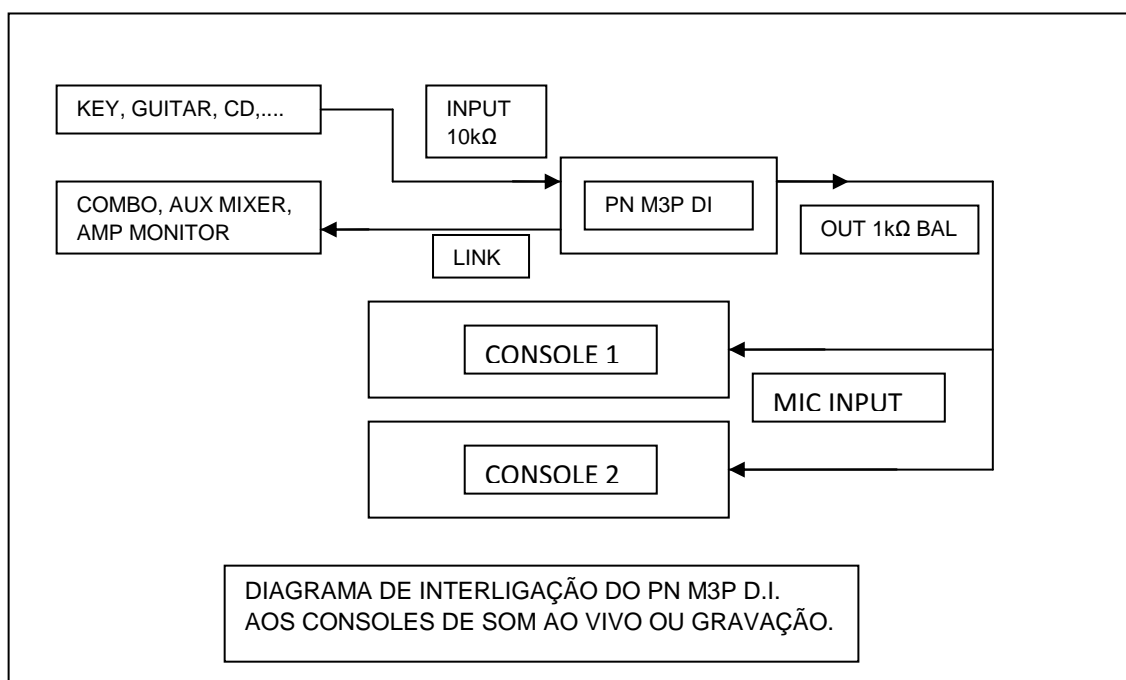 KEY, GUITAR, CD,....
INPUT
10kΩ
PN M3P DI
COMBO, AUX MIXER,
AMP MONITOR
OUT 1kΩ BAL
LINK
CONSOLE 1
MIC INPUT
CONSOLE 2
DIAGRAMA DE INTERLIGAÇÃO DO PN M3P D.I.
AOS CONSOLES DE SOM AO VIVO OU GRAVAÇÃO.